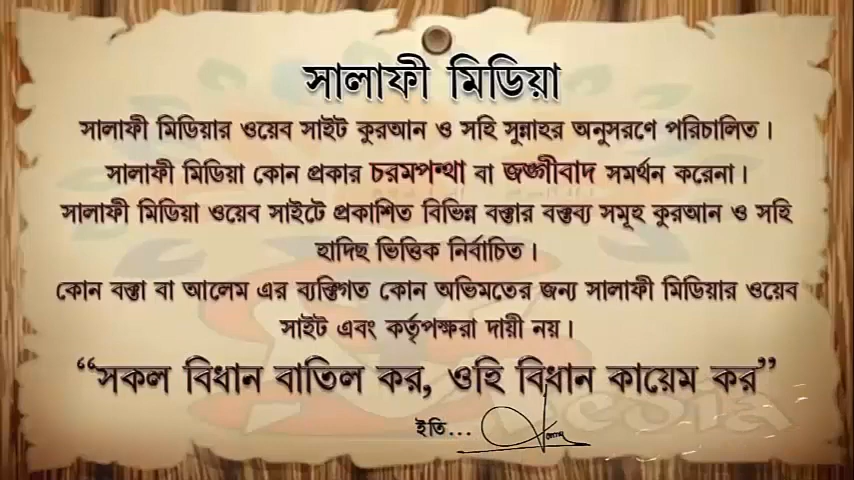 সালাফী মিডিয়া
সালাফী মিডিয়ার ওয়েব সাইট কুরআন ও সহি সুন্নাহর অনুসরণে পরিচালিত।
সালাফী মিডিয়া কোন প্রকার চরমপন্থা বা জঙ্গীবাদ সমর্থন করেনা।
সালাফী মিডিয়া ওয়েব সাইটে প্রকাশিত বিভিন্ন বক্তার বক্তব্য সমূহ কুরআন ও সহি
হাদিছ ভিত্তিক নির্বাচিত।
কোন বক্তা বা আলেম এর ব্যক্তিগত কোন অভিমতের জন্য সালাফী মিডিয়ার ওয়েব
সাইট এবং কর্তৃপক্ষরা দায়ী নয়।
“সকল বিধান বাতিল কর, ওহি বিধান কায়েম কর”
ইতি...